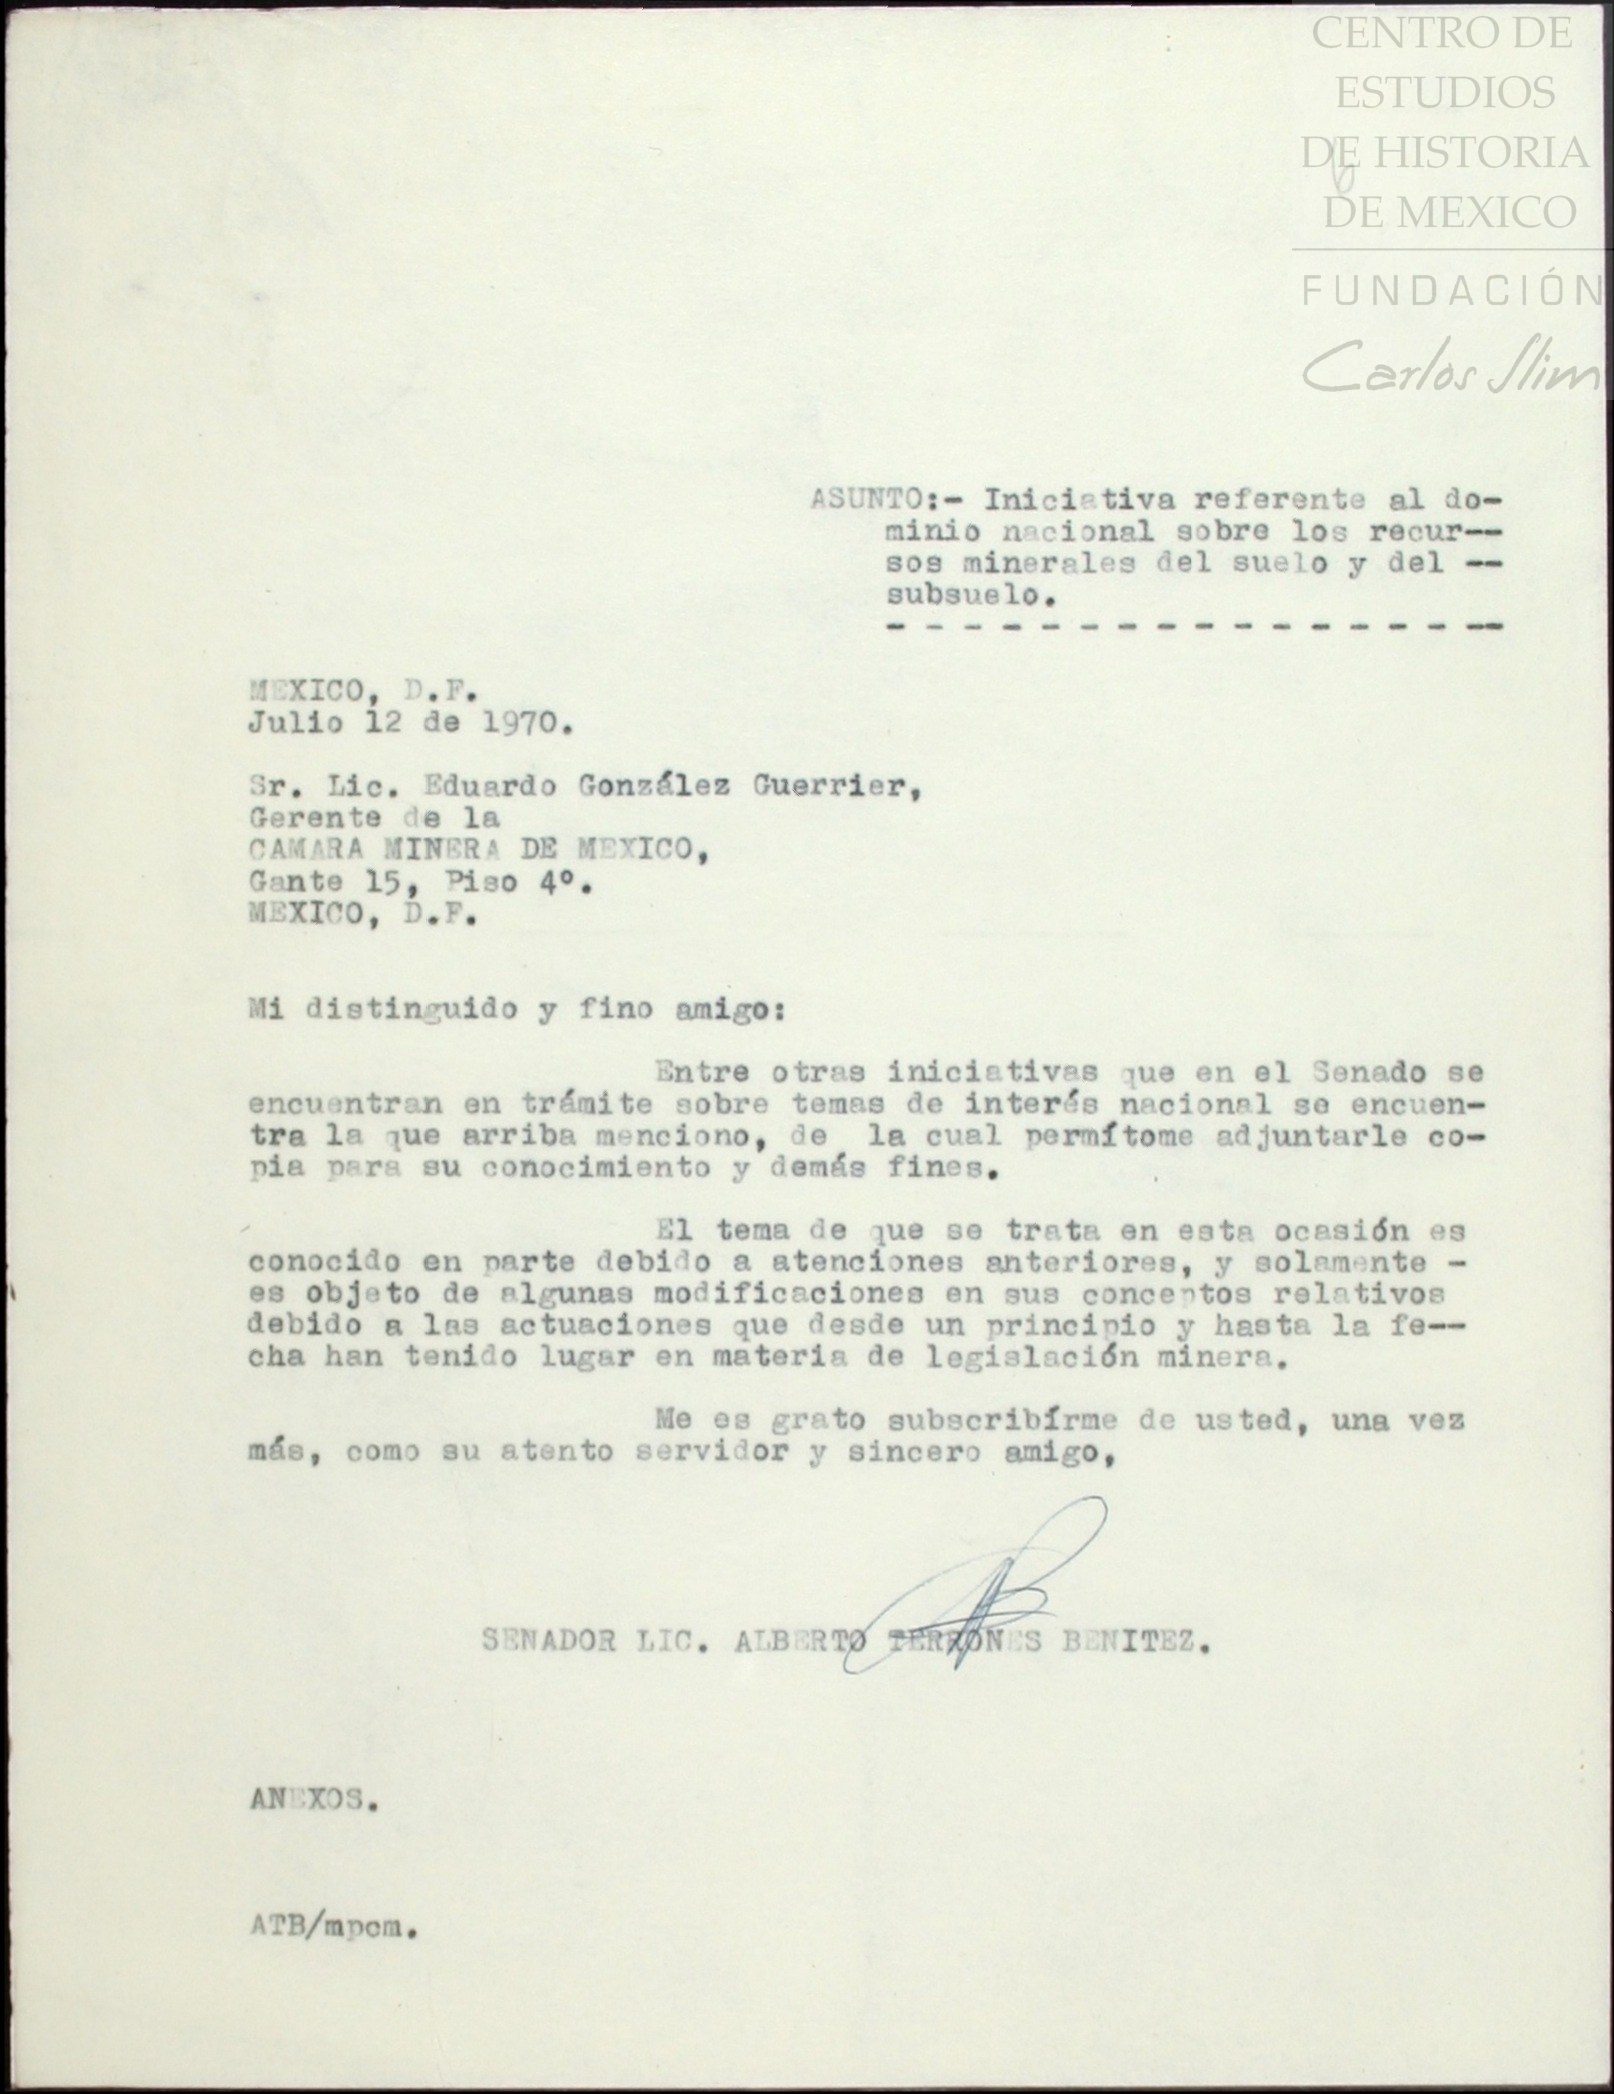 CENTRO DE
ESTUDIOS
DE HISTORIA
DE MEXICO
FUNDACIÓN
Carlos Slim
6
ASUNTO:- Iniciativa referente al do-
minio nacional sobre los recur--
sos minerales del suelo y del --
subsuelo.
- - - - - - - - - - - - - - - --
MEXICO, D.F.
Julio 12 de 1970.
Sr. Lic. Eduardo González Guerrier,
Gerente de la
CAMARA MINERA DE MEXICO,
Gante 15, Piso 4º.
MEXICO, D.F.
Mi distinguido y fino amigo:
Entre otras iniciativas que en el Senado se
encuentran en trámite sobre temas de interés nacional se encuen-
tra la que arriba menciono, de la cual permítome adjuntarle co-
pia para su conocimiento y demás fines.
El tema de que se trata en esta ocasión es
conocido en parte debido a atenciones anteriores, y solamente -
es objeto de algunas modificaciones en sus conceptos relativos
debido a las actuaciones que desde un principio y hasta la fe--
cha han tenido lugar en materia de legislación minera.
Me es grato subscribírme de usted, una vez
más, como su atento servidor y sincero amigo,
SENADOR LIC. ALBERTO TERRONES BENITEZ.
ANEXOS.
ATB/mpcm.